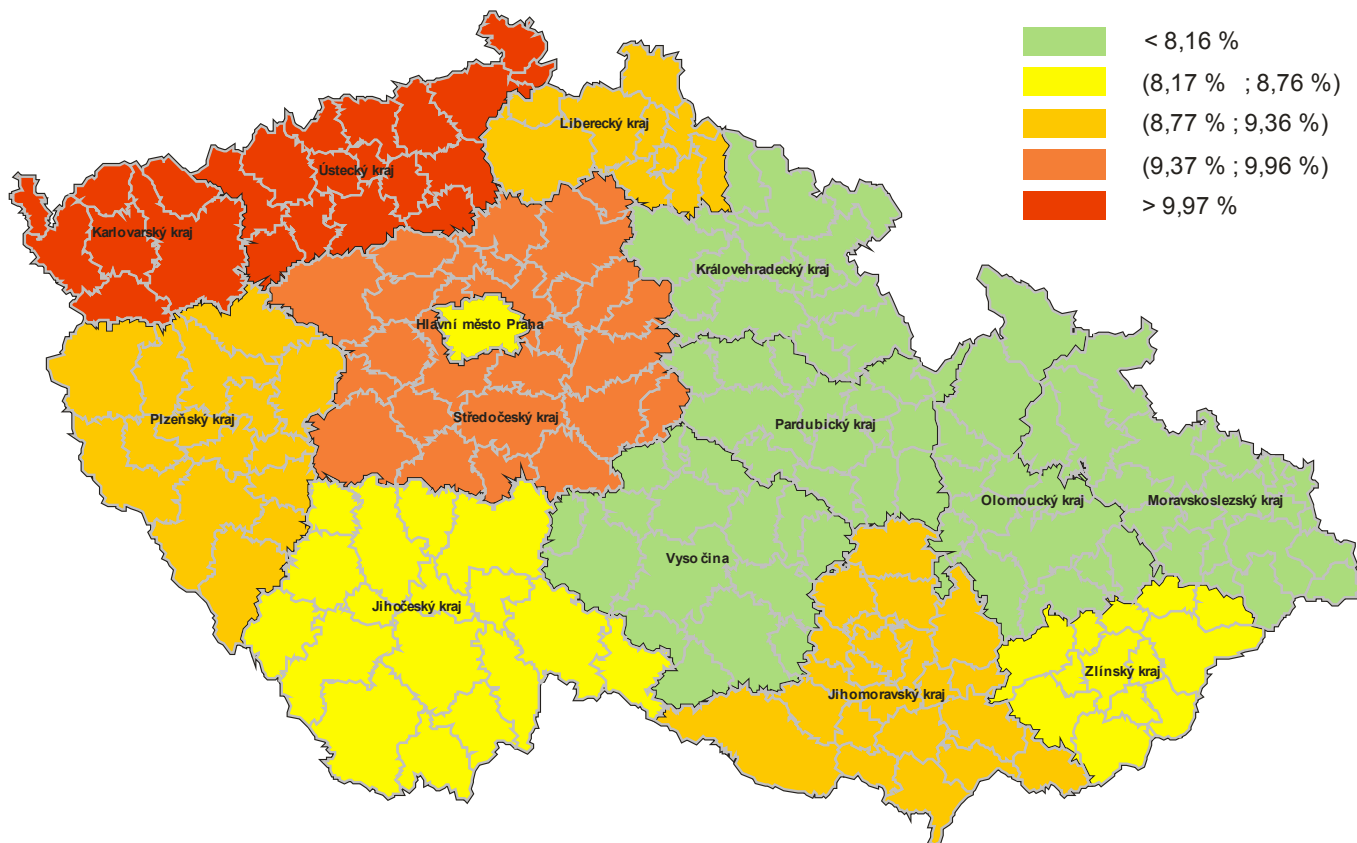 < 8,16 %
(8,17 % ; 8,76 %)
(8,77 % ; 9,36 %)
(9,37 % ; 9,96 %)
> 9,97 %
Liberecký kraj
Ústecký kraj
Karlovarský kraj
Královehradecký kraj
Hlavní město Praha
Plzeňský kraj
Středočeský kraj
Pardubický kraj
Olomoucký kraj
Moravskoslezský kraj
Vysočina
Jihočeský kraj
Zlínský kraj
Jihomoravský kraj